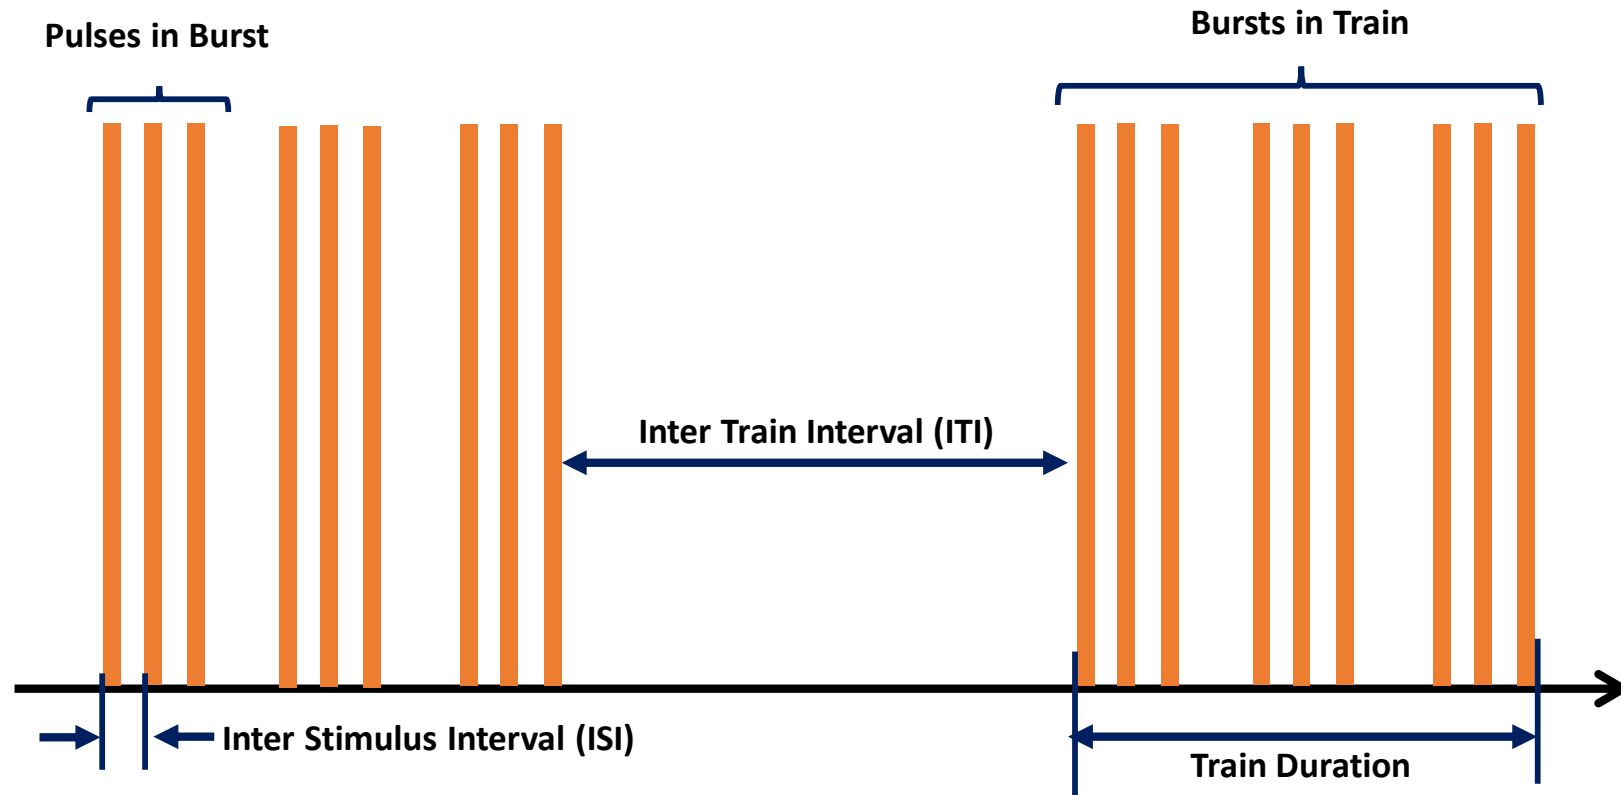 Pulses in Burst
Bursts in Train
Inter Train Interval (ITI)
Inter Stimulus Interval (ISI)
Train Duration